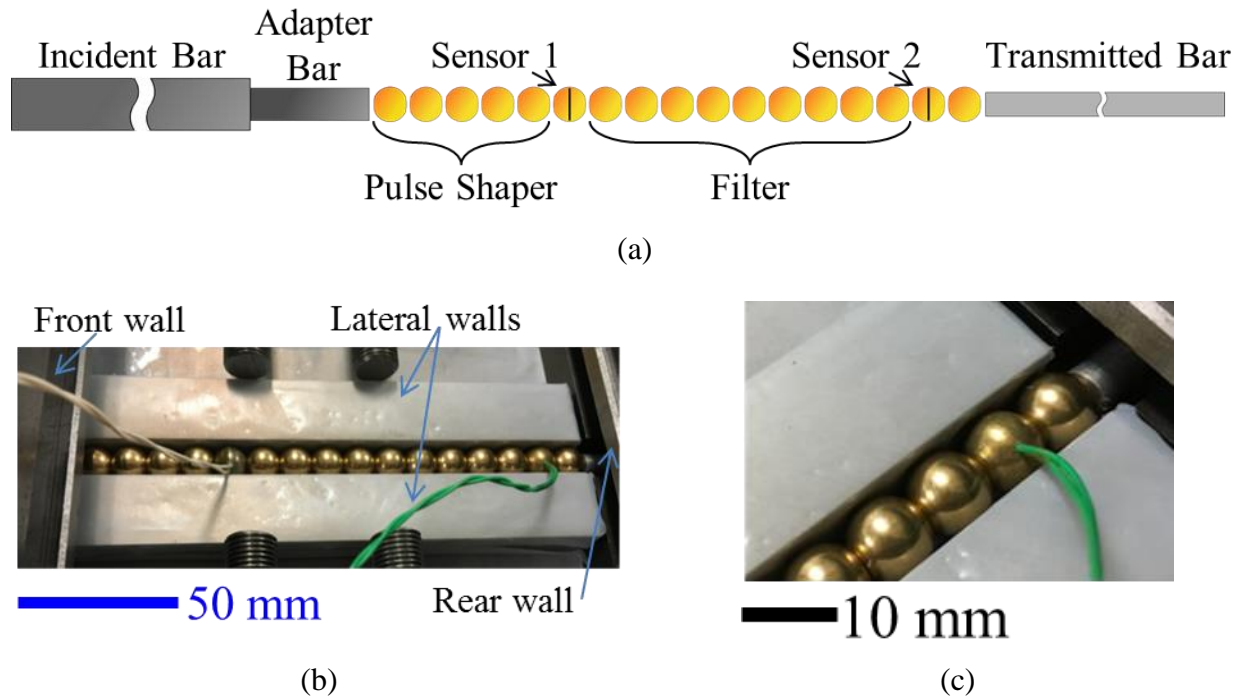 Incident Bar
Adapter
Bar
Sensor 1
Sensor 2
Transmitted Bar
Pulse Shaper
Filter
(a)
Front wall
Lateral walls
50 mm
Rear wall
10 mm
(b)
(c)